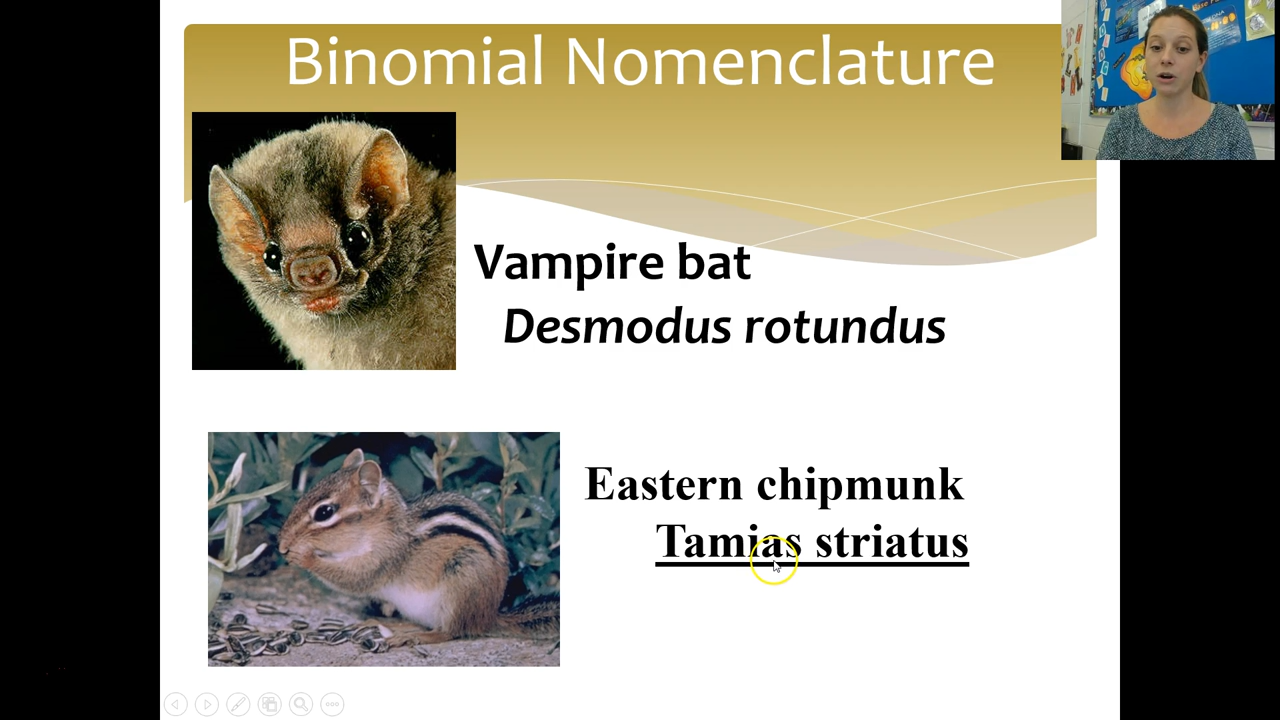 Binomial Nomenclature
Vampire bat
Desmodus rotundus
Eastern chipmunk
Tamias striatus